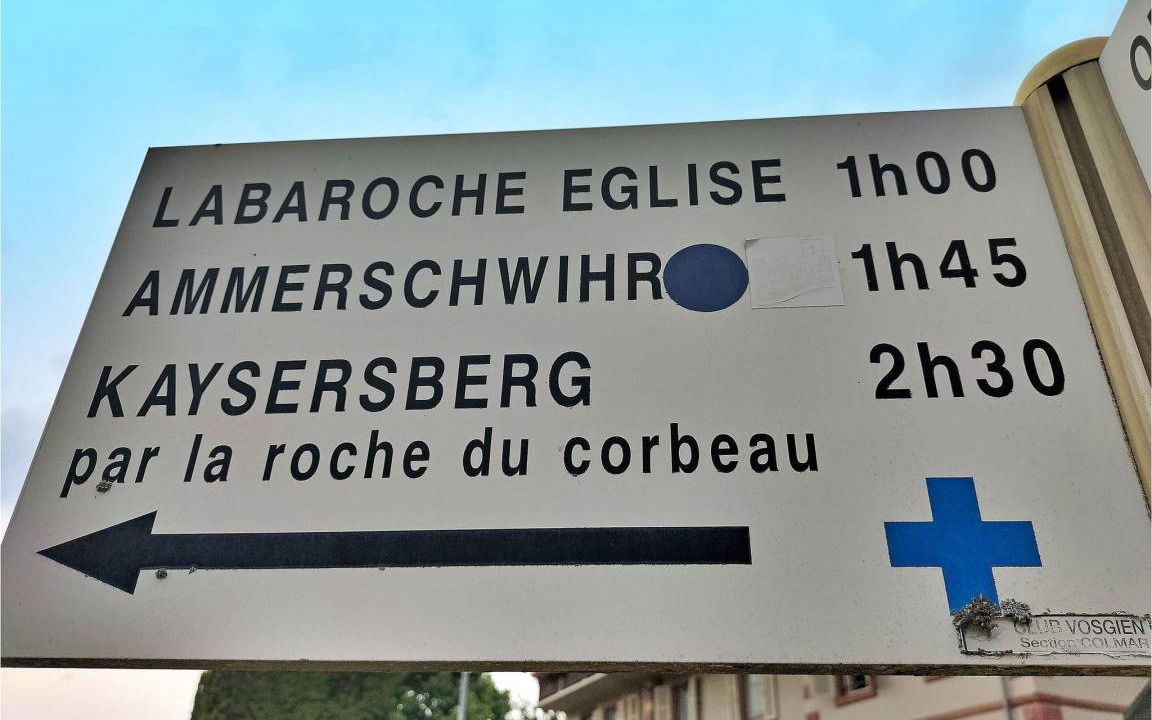 LABAROCHE EGLISE 1h00
AMMERSCHWIHR 1h45
KAYSERSBERG 2h30
par la roche du corbeau
CLUB VOSGIEN
Section COLMAR